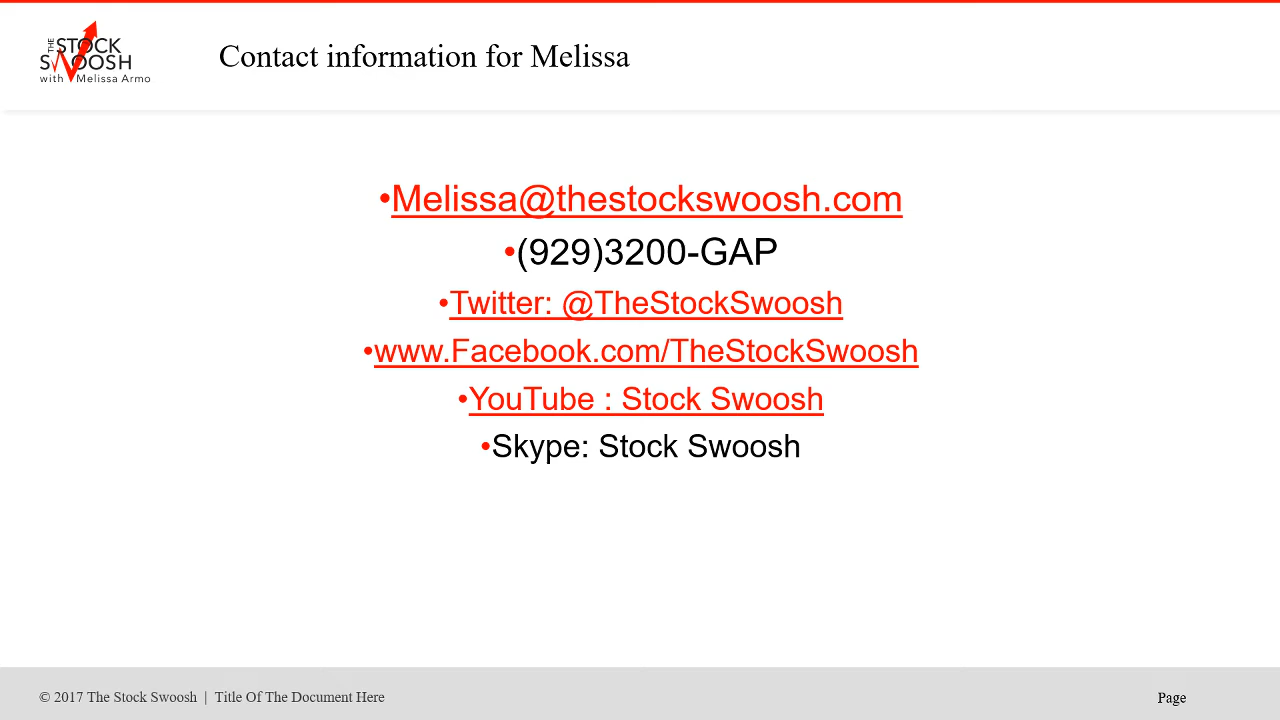 THE STOCK
SWOOSH
with Melissa Armo
Contact information for Melissa
•Melissa@thestockswoosh.com
•(929)3200-GAP
•Twitter: @TheStockSwoosh
•www.Facebook.com/TheStockSwoosh
•YouTube : Stock Swoosh
•Skype: Stock Swoosh
© 2017 The Stock Swoosh | Title Of The Document Here
Page